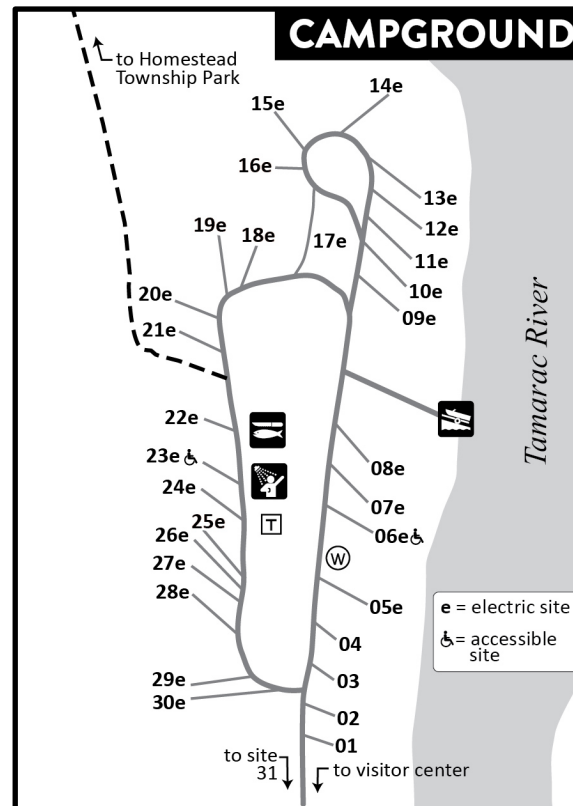 CAMPGROUND
to Homestead
Township Park
14e
15e
16e
13e
12e
11e
10e
09e
17e
18e
19e
20e
21e
22e
23e
24e
25e
26e
27e
28e
29e
30e
08e
07e
06e
05e
04
03
02
01
T
W
Tamarac River
e = electric site
= accessible
site
to site
31
to visitor center